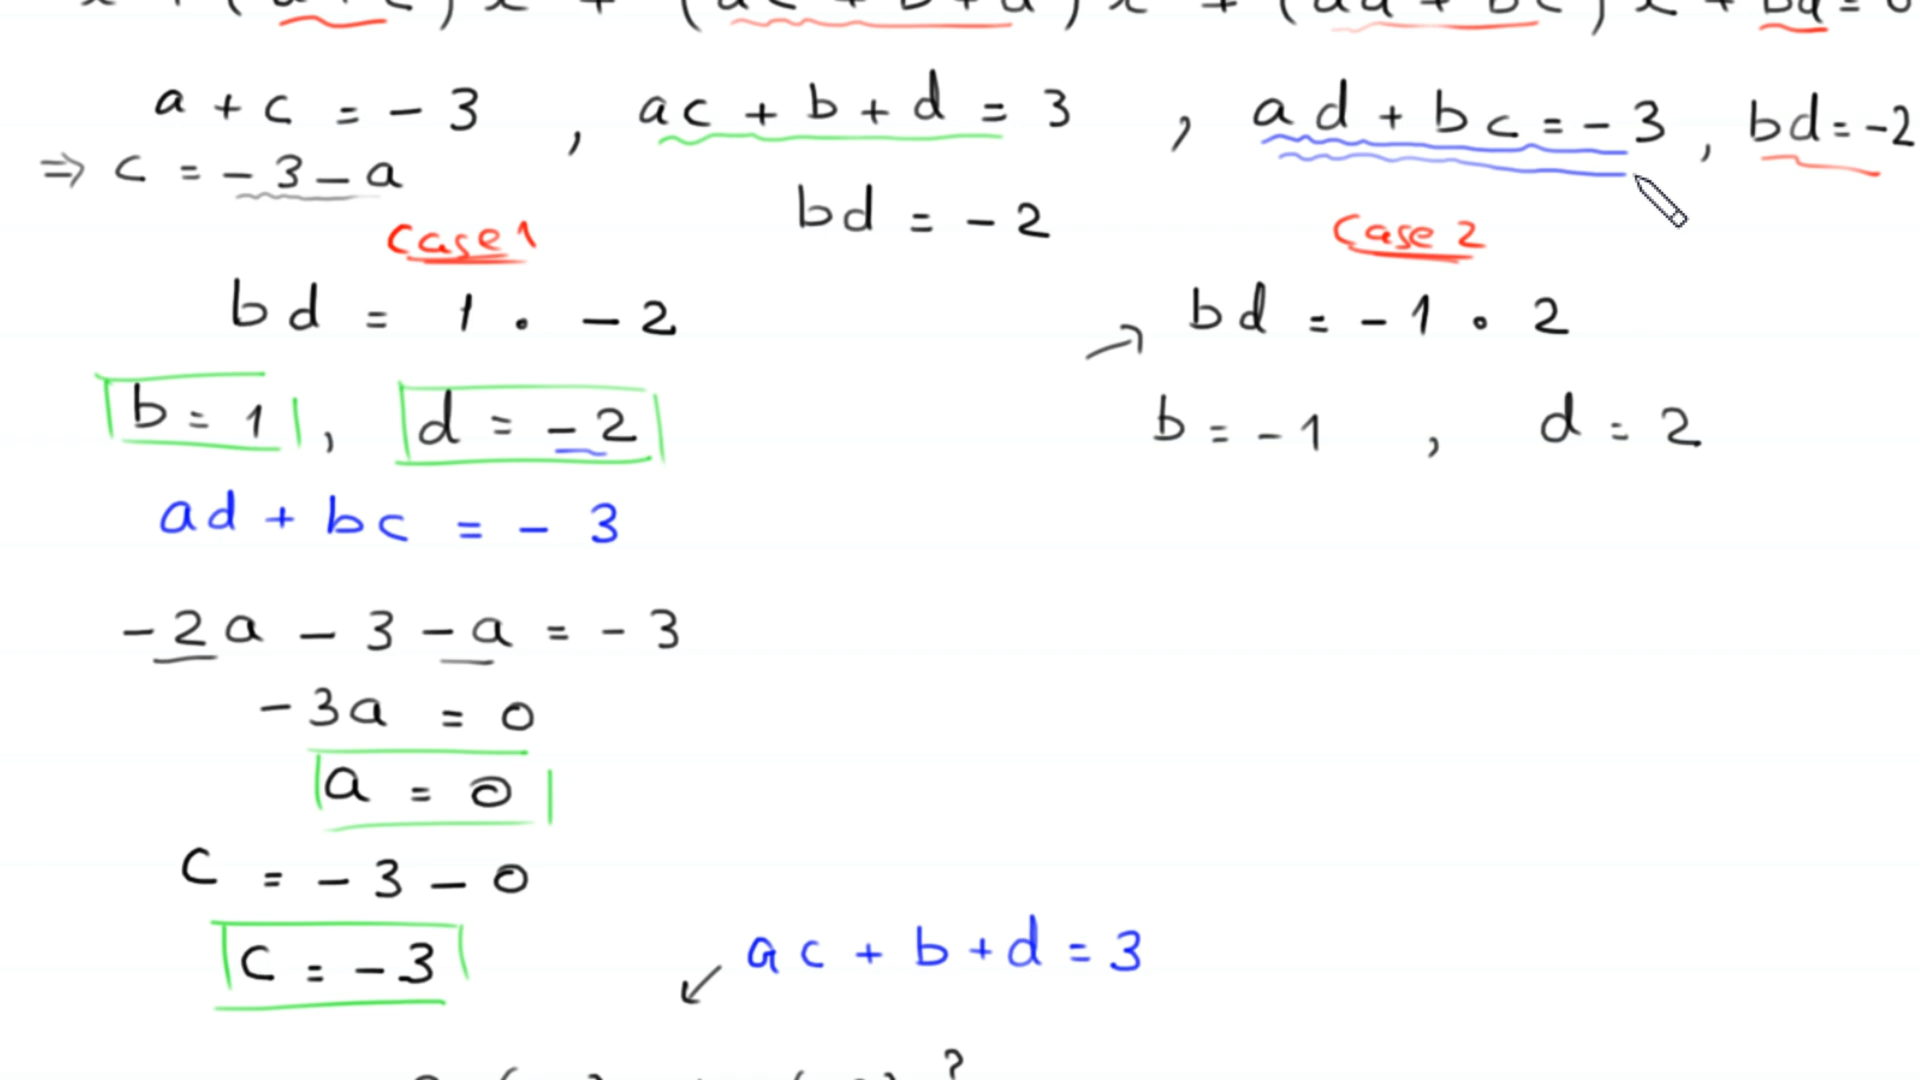 a + c = - 3 , ac + b + d = 3 , ad + bc = - 3 , bd = -2
⇒ c = - 3 - a
bd = - 2
Case 1
Case 2
bd = 1 . - 2
bd = - 1 . 2
b = 1 , d = - 2
b = - 1 , d = 2
ad + bc = - 3
- 2a - 3 - a = - 3
- 3a = 0
a = 0
c = - 3 - 0
c = - 3
ac + b + d = 3